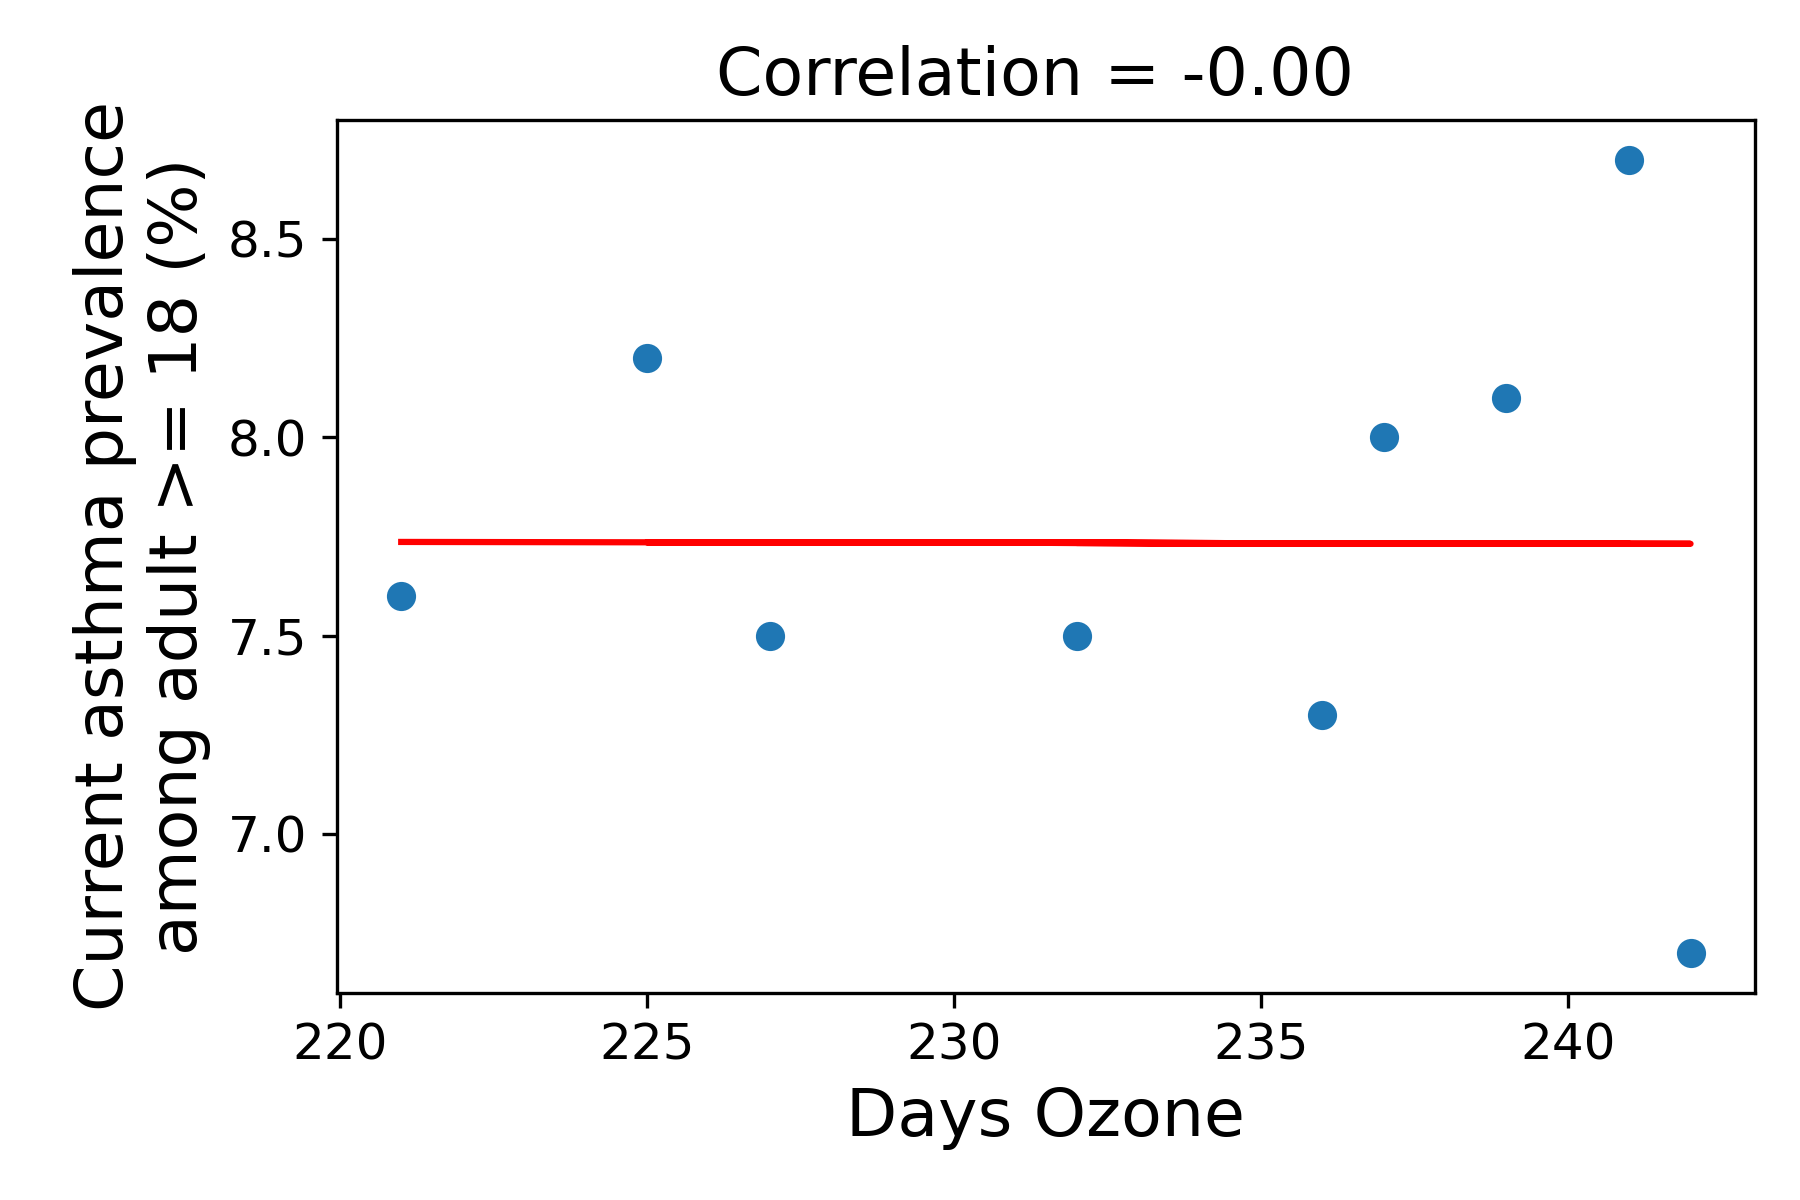 Correlation = -0.00
Current asthma prevalence
among adult >= 18 (%)
8.5
8.0
7.5
7.0
220 225 230 235 240
Days Ozone